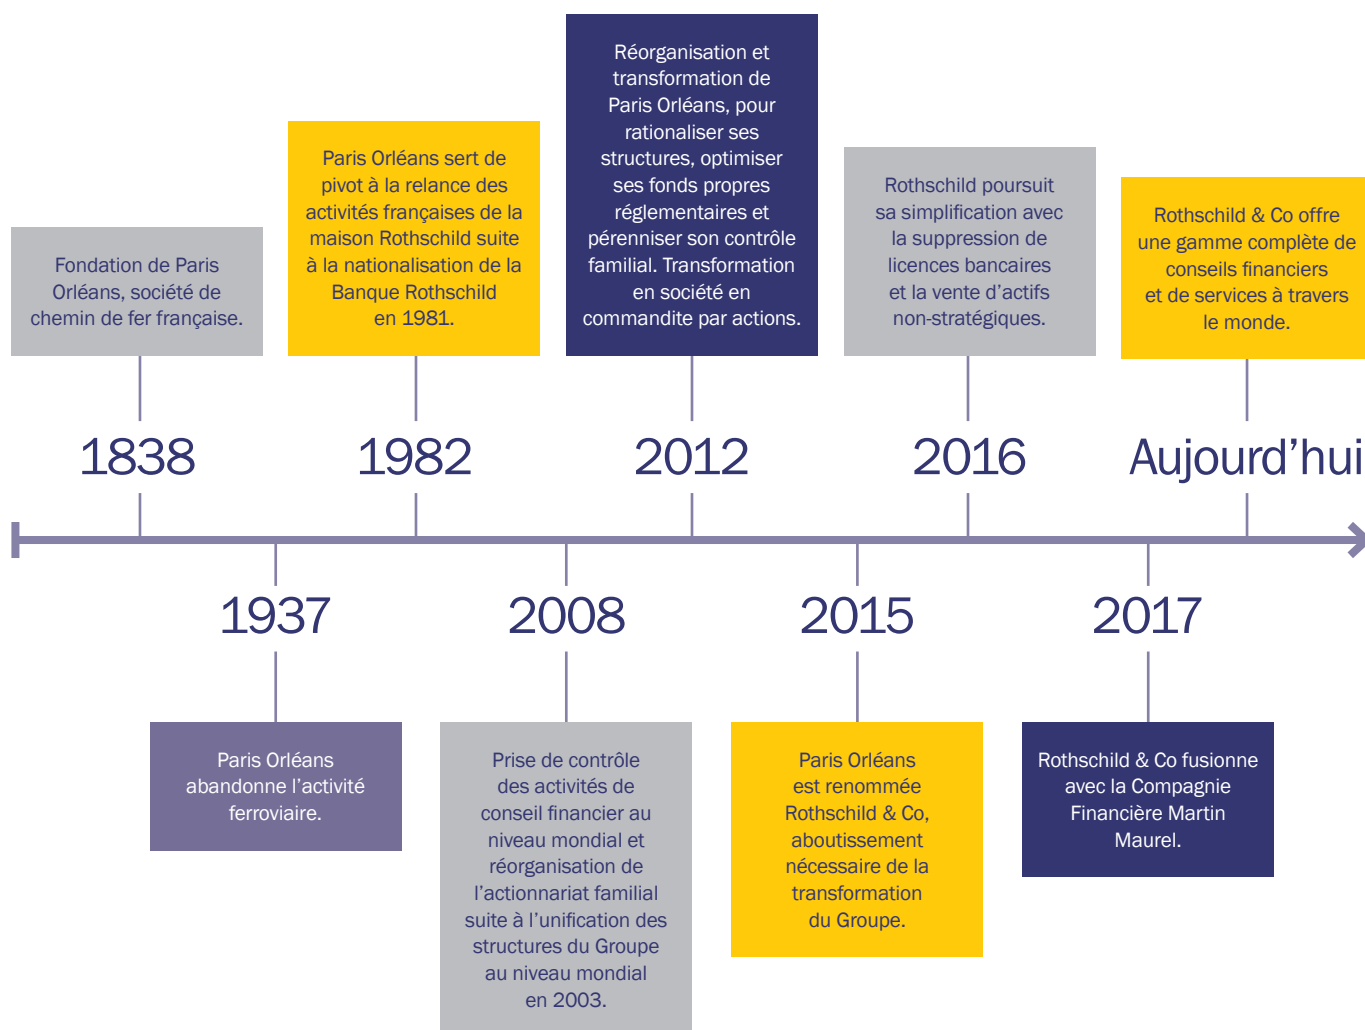 Fondation de Paris
Orléans, société de
chemin de fer française.
1838
Paris Orléans
abandonne l’activité
ferroviaire.
1937
Paris Orléans sert de
pivot à la relance des
activités françaises de la
maison Rothschild suite
à la nationalisation de la
Banque Rothschild
en 1981.
1982
2008
Prise de contrôle
des activités de
conseil financier au
niveau mondial et
réorganisation de
l’actionnariat familial
suite à l’unification des
structures du Groupe
au niveau mondial
en 2003.
Réorganisation et
transformation de
Paris Orléans, pour
rationaliser ses
structures, optimiser
ses fonds propres
réglementaires et
pérenniser son contrôle
familial. Transformation
en société en
commandite par actions.
2012
2015
Paris Orléans
est renommée
Rothschild & Co,
aboutissement
nécessaire de la
transformation
du Groupe.
Rothschild poursuit
sa simplification avec
la suppression de
licences bancaires
et la vente d’actifs
non-stratégiques.
2016
2017
Rothschild & Co fusionne
avec la Compagnie
Financière Martin
Maurel.
Rothschild & Co offre
une gamme complète de
conseils financiers
et de services à travers
le monde.
Aujourd’hui